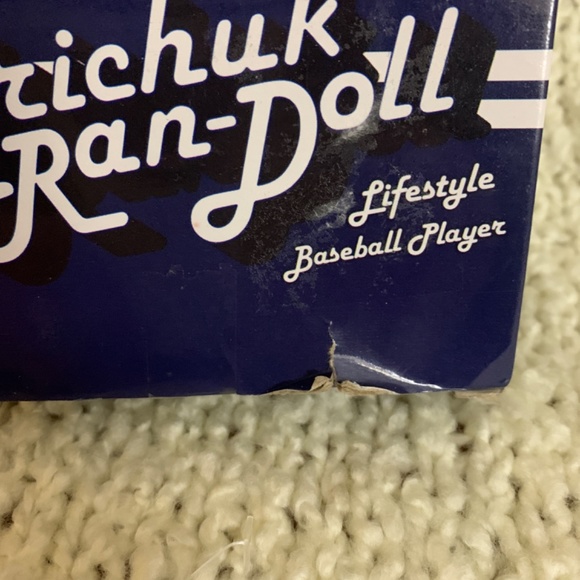 richuk
-Ran-Doll
Lifestyle
Baseball Player